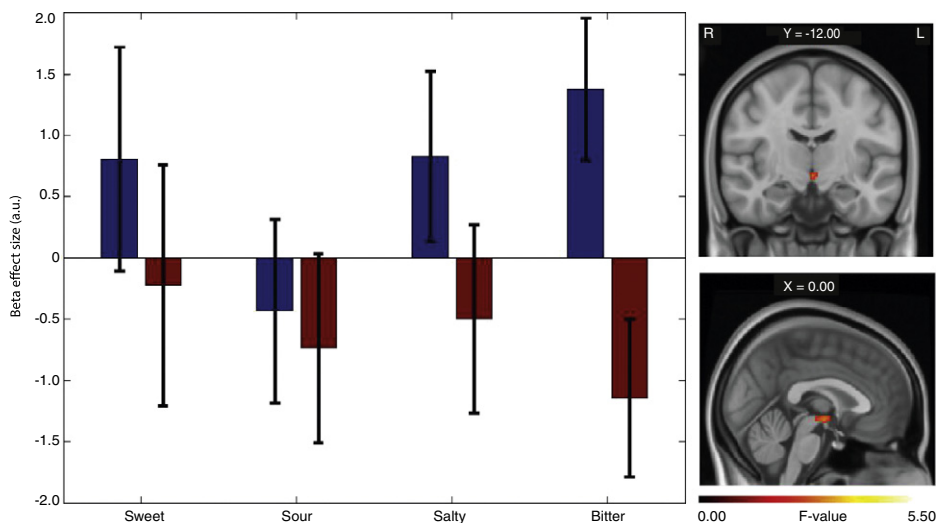 Beta effect size (a.u.)
2.0
1.5
1.0
0.5
0
-0.5
-1.0
-1.5
-2.0
Sweet Sour Salty Bitter
R Y = -12.00 L
X = 0.00
0.00 F-value 5.50